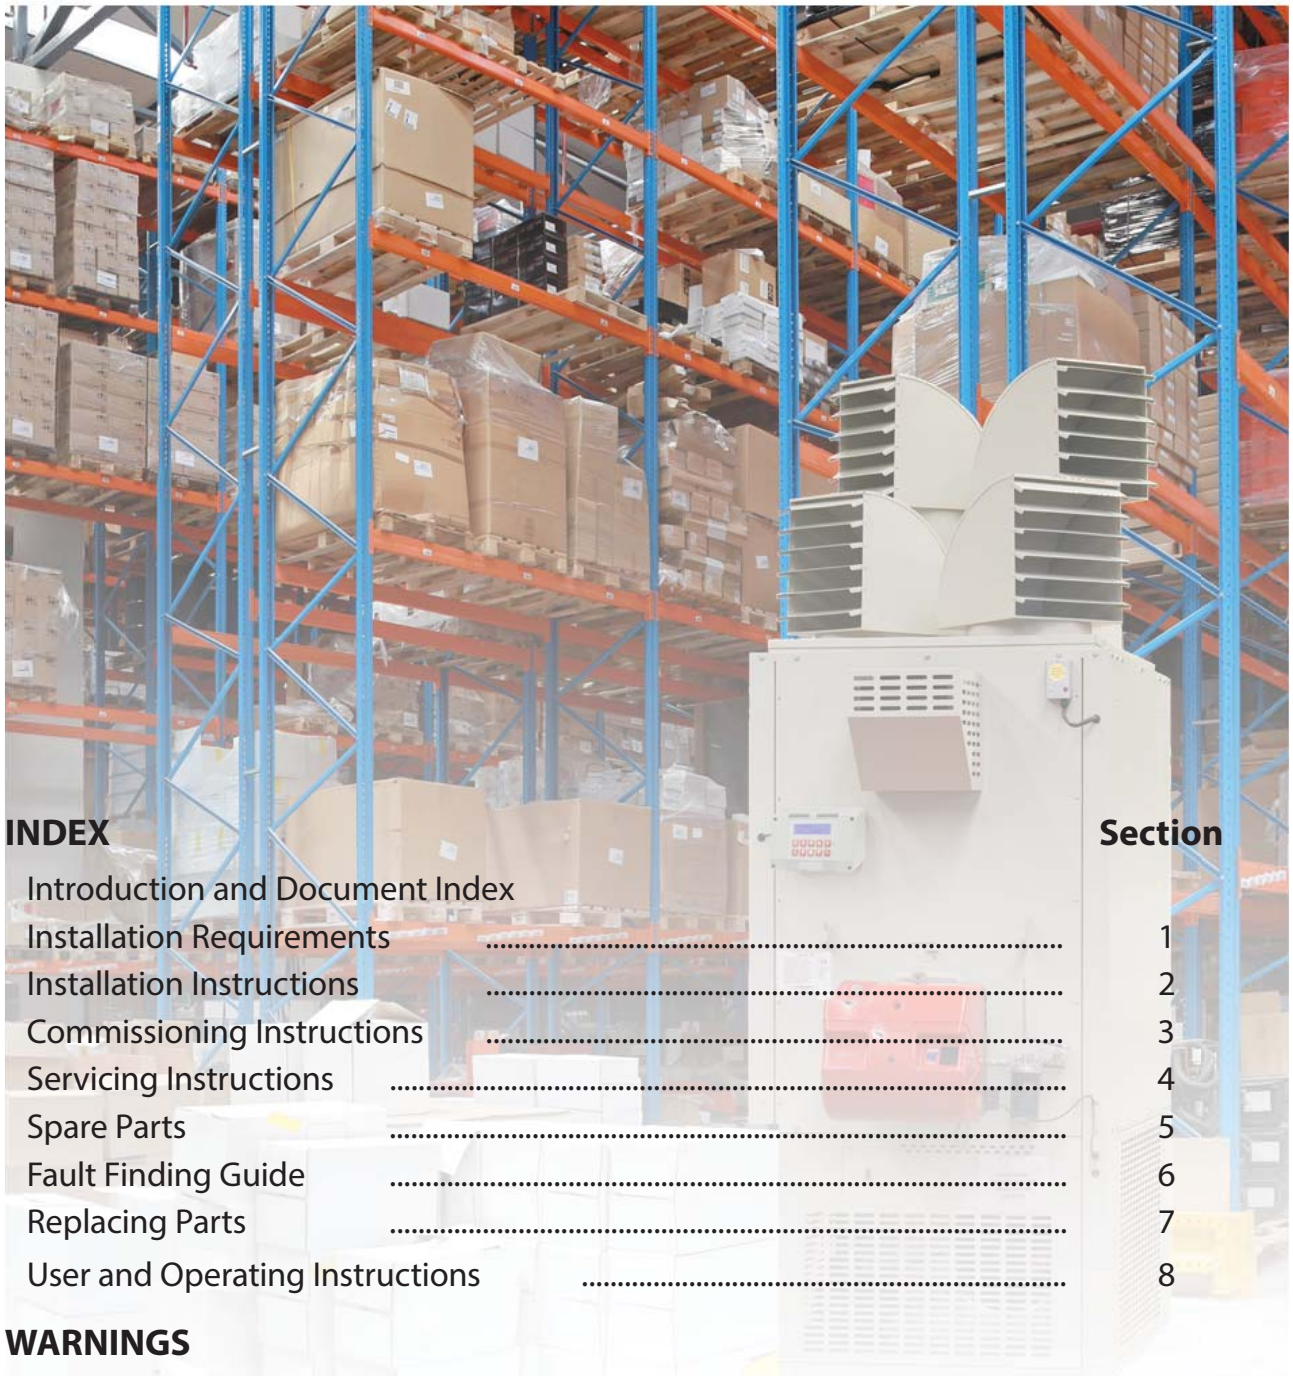 INDEX Section
Introduction and Document Index
Installation Requirements ........................................................................ 1
Installation Instructions ........................................................................ 2
Commissioning Instructions ........................................................................ 3
Servicing Instructions .................................................................................... 4
Spare Parts .................................................................................... 5
Fault Finding Guide .................................................................................... 6
Replacing Parts .................................................................................... 7
User and Operating Instructions ............................................................ 8
WARNINGS